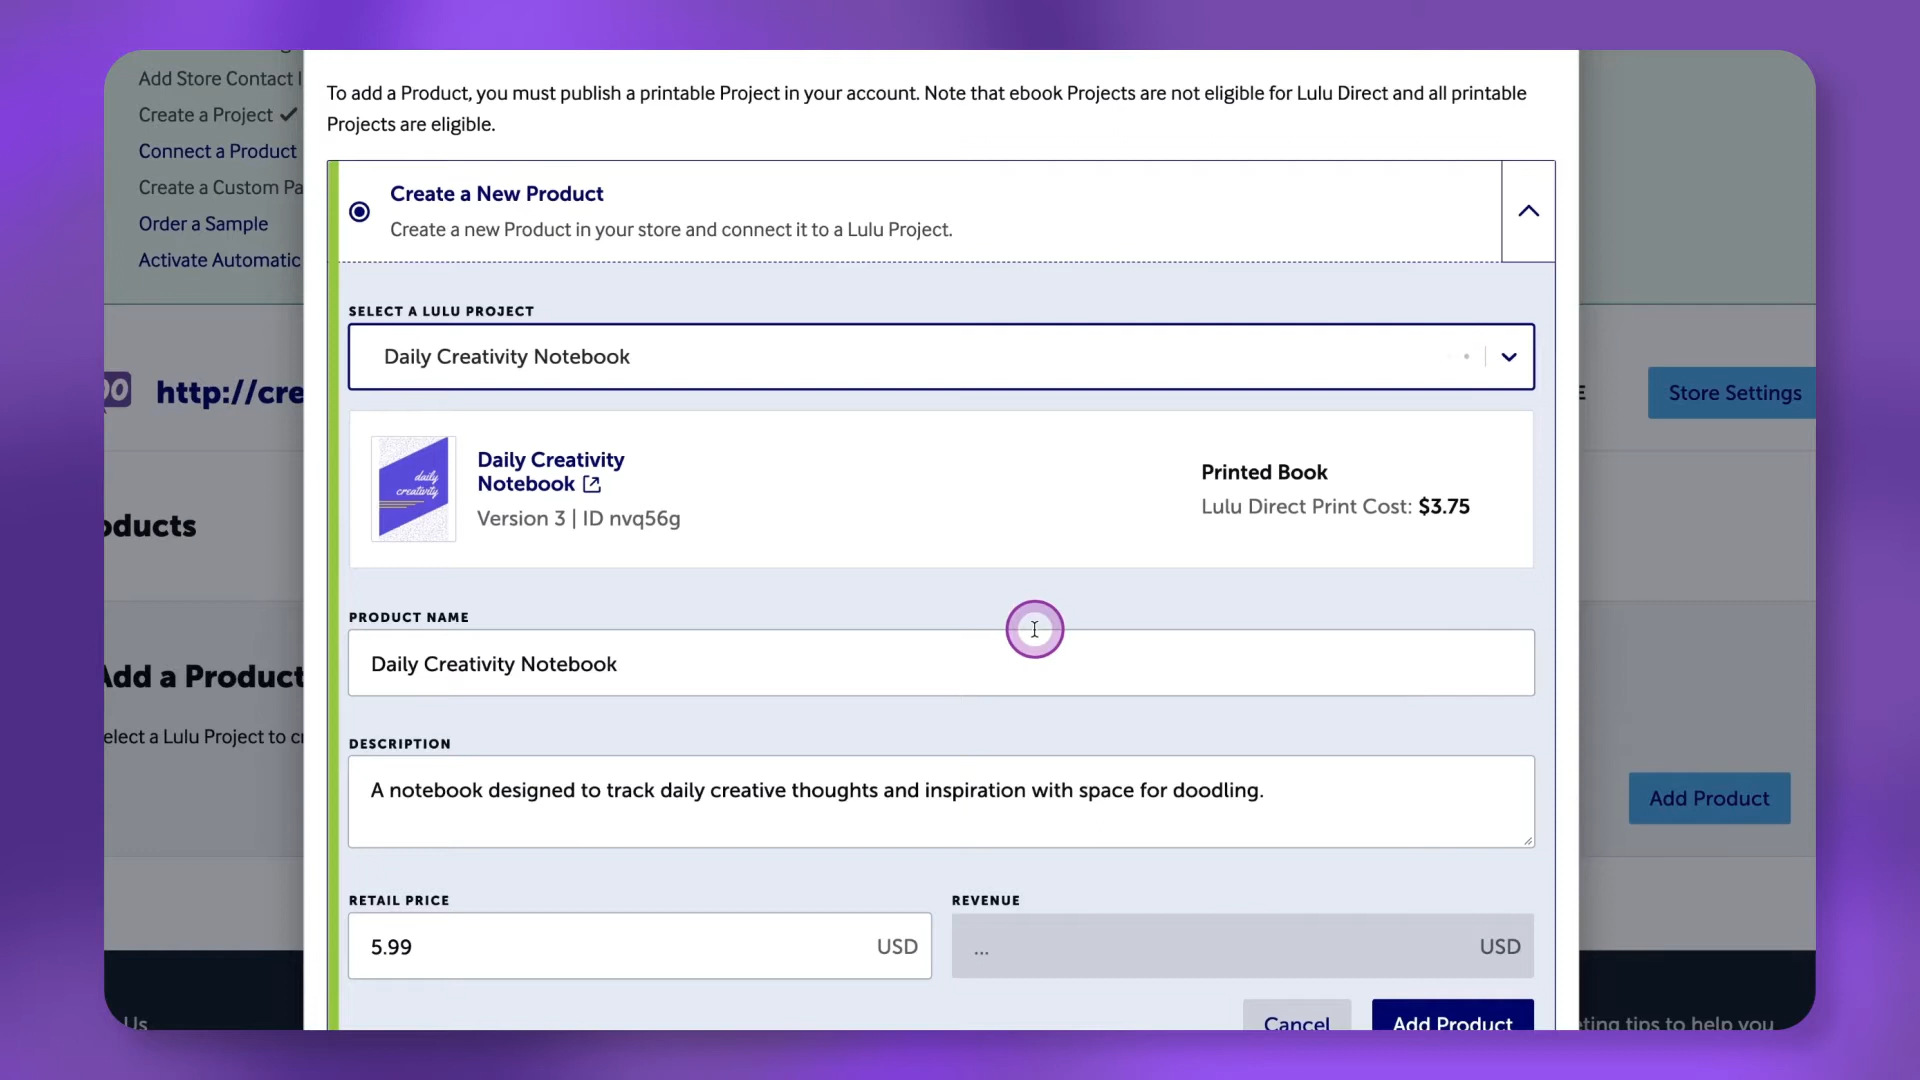 Add Store Contact I
Create a Project
Connect a Product
Create a Custom Pa
Order a Sample
Activate Automatic
To add a Product, you must publish a printable Project in your account. Note that ebook Projects are not eligible for Lulu Direct and all printable
Projects are eligible.
Create a New Product
Create a new Product in your store and connect it to a Lulu Project.
SELECT A LULU PROJECT
Daily Creativity Notebook
http://cre
E
Store Settings
daily
creativity
Daily Creativity
Notebook
Version 3 | ID nvq56g
Printed Book
Lulu Direct Print Cost: $3.75
oducts
PRODUCT NAME
Daily Creativity Notebook
Add a Product
elect a Lulu Project to cr
DESCRIPTION
A notebook designed to track daily creative thoughts and inspiration with space for doodling.
Add Product
RETAIL PRICE
5.99 USD
REVENUE
... USD
Cancel
Add Product
Us
ting tips to help you